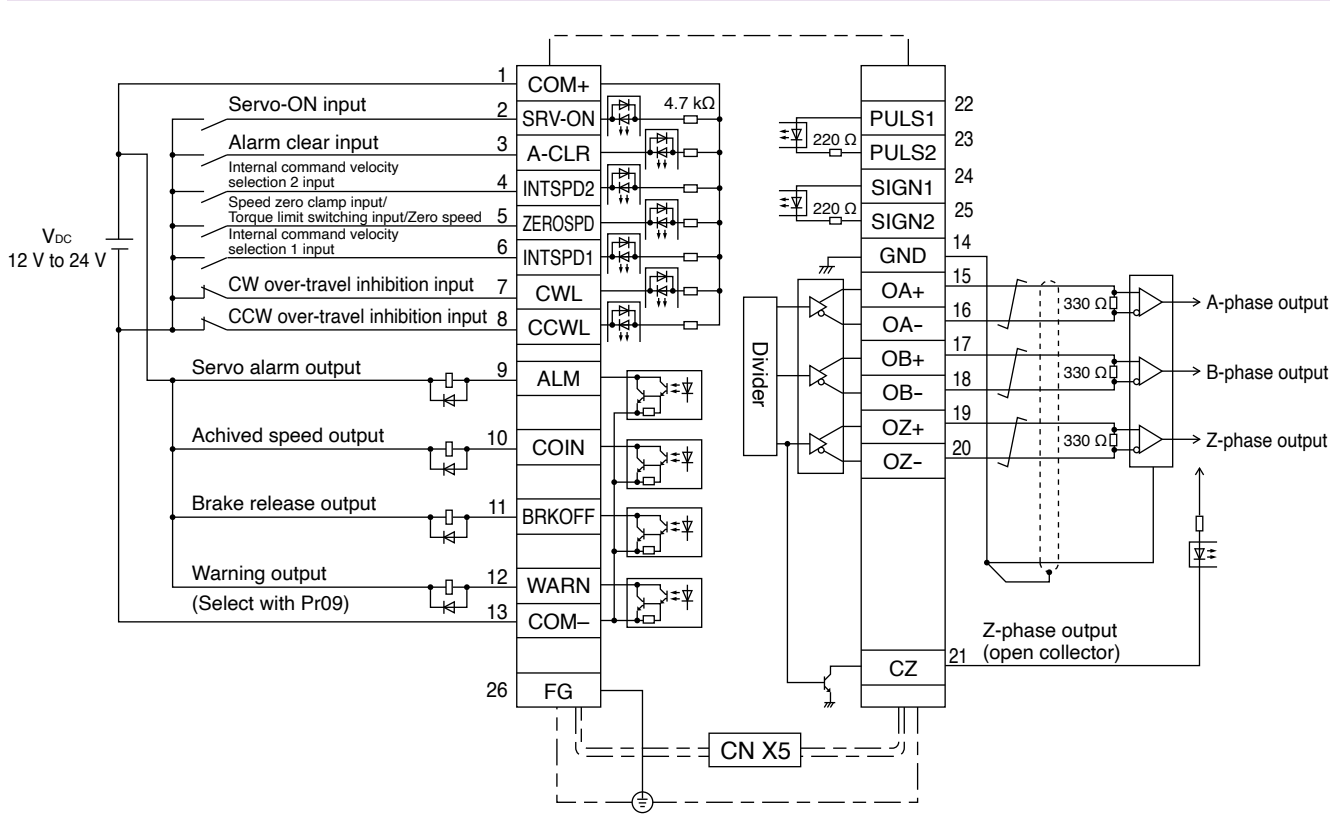 1 COM+
Servo-ON input 2 SRV-ON 4.7 kΩ
Alarm clear input 3 A-CLR
Internal command velocity
selection 2 input 4 INTSPD2
Speed zero clamp input/
Torque limit switching input/Zero speed 5 ZEROSPD
Internal command velocity
selection 1 input 6 INTSPD1
VDC
12 V to 24 V
CW over-travel inhibition input 7 CWL
CCW over-travel inhibition input 8 CCWL
Servo alarm output 9 ALM
Achived speed output 10 COIN
Brake release output 11 BRKOFF
Warning output 12 WARN
(Select with Pr09)
13 COM–
26 FG
PULS1 22
220 Ω PULS2 23
SIGN1 24
220 Ω SIGN2 25
GND 14
OA+ 15
OA– 16 330 Ω A-phase output
OB+ 17
OB– 18 330 Ω B-phase output
OZ+ 19
OZ– 20 330 Ω Z-phase output
Divider
Z-phase output
CZ 21 (open collector)
CN X5